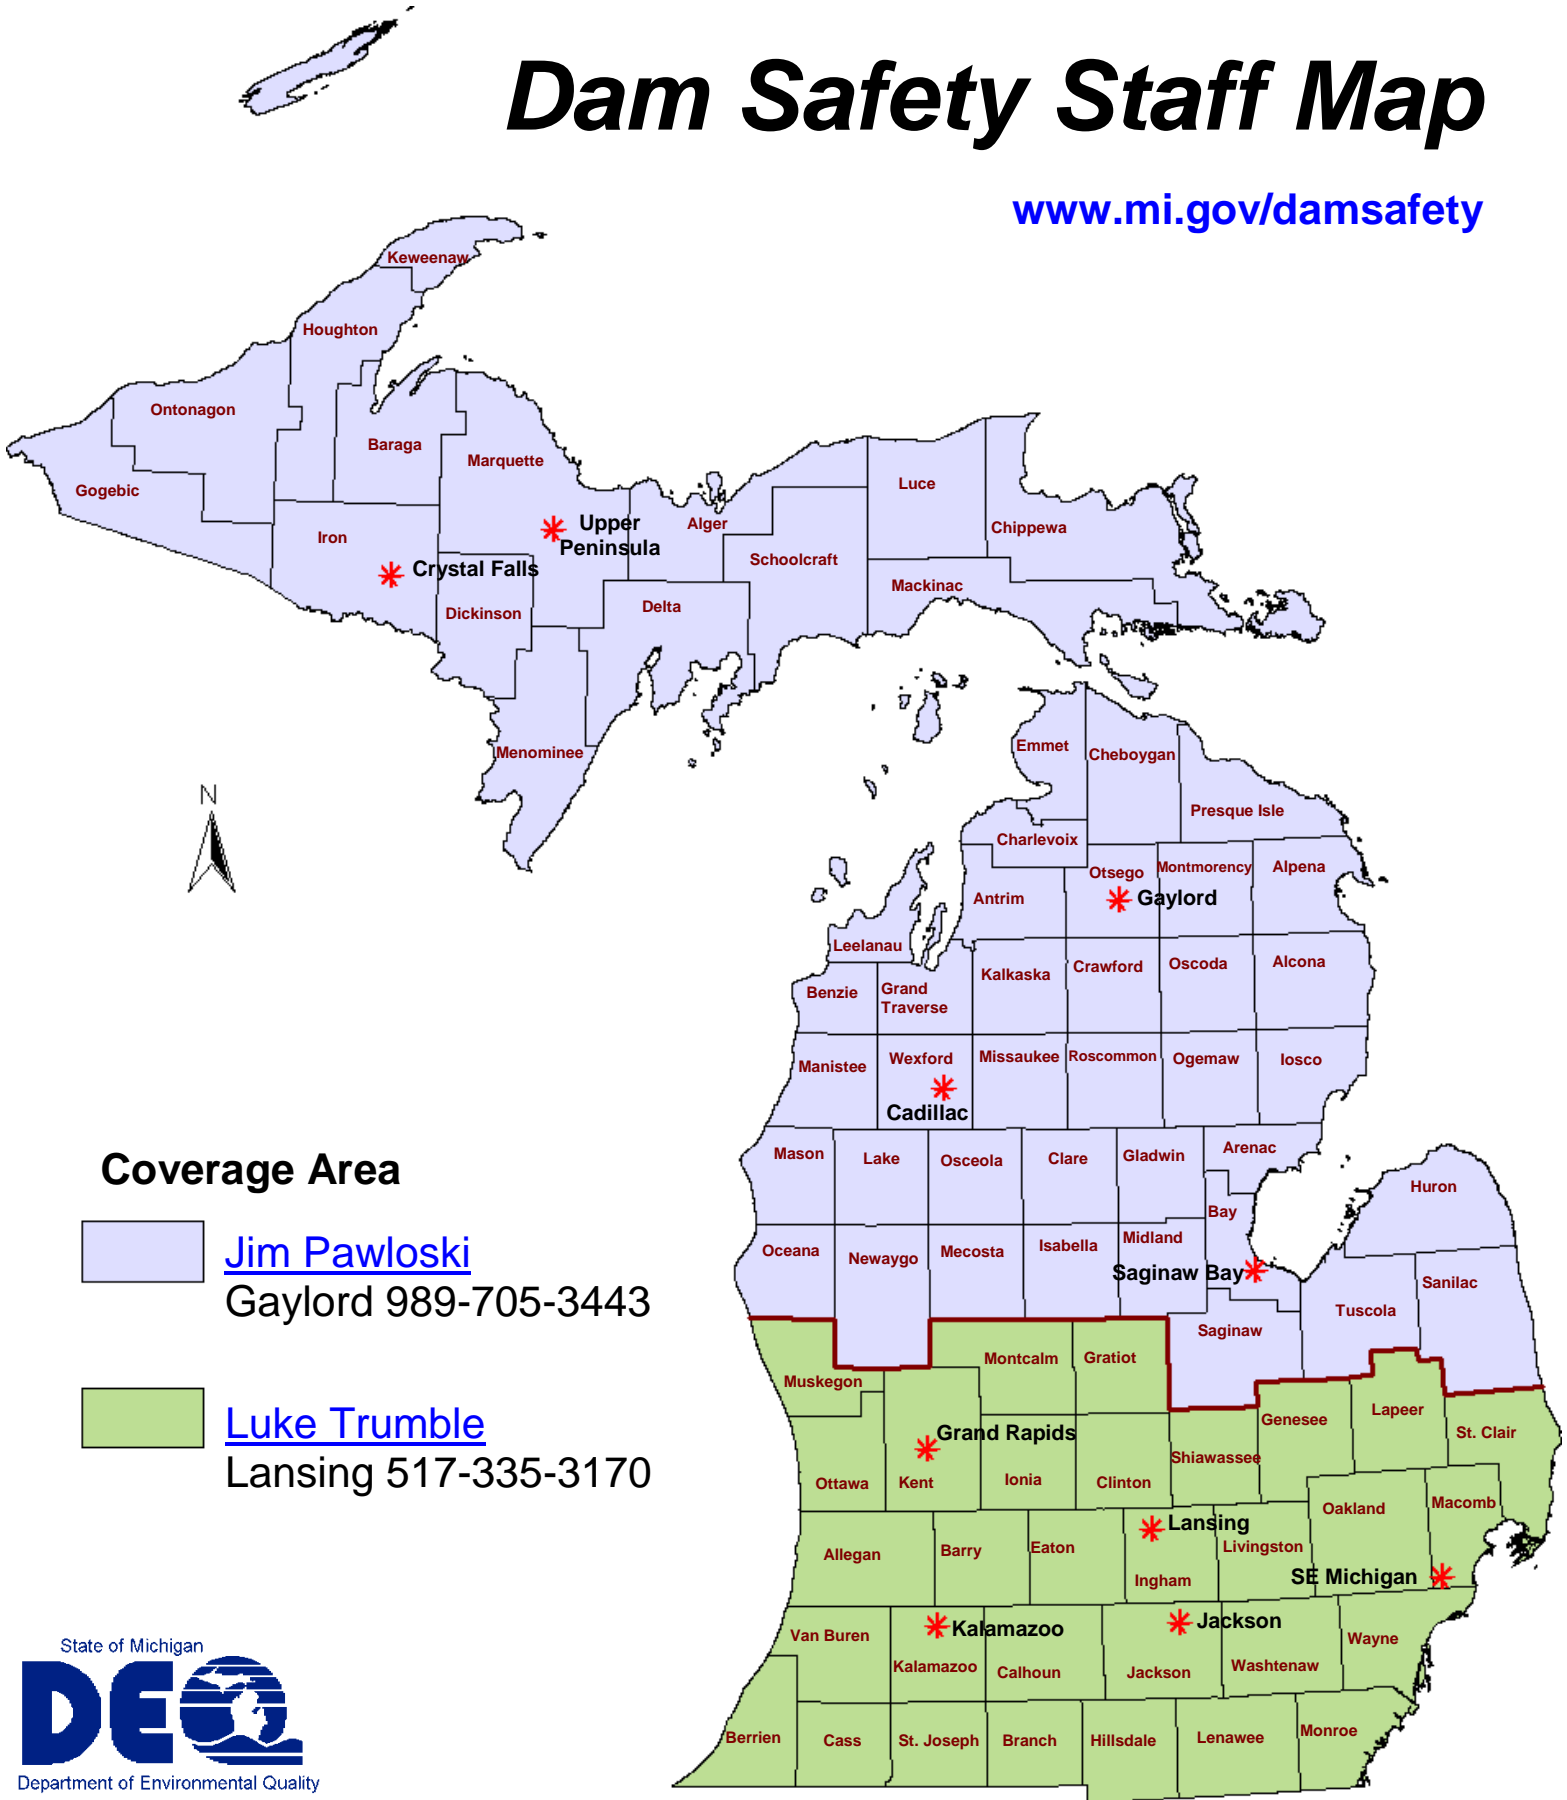 Dam Safety Staff Map
www.mi.gov/damsafety
Keweenaw
Houghton
Ontonagon
Baraga
Marquette
Gogebic
Luce
Iron
Upper
Peninsula
Alger
Chippewa
Crystal Falls
Schoolcraft
Mackinac
Dickinson
Delta
Menominee
Emmet
Cheboygan
N
Presque Isle
Charlevoix
Otsego
Montmorency
Alpena
Antrim
Gaylord
Leelanau
Kalkaska
Crawford
Oscoda
Alcona
Benzie
Grand
Traverse
Manistee
Wexford
Missaukee
Roscommon
Ogemaw
Iosco
Cadillac
Mason
Lake
Osceola
Clare
Gladwin
Arenac
Huron
Bay
Oceana
Newaygo
Mecosta
Isabella
Midland
Saginaw Bay
Sanilac
Tuscola
Saginaw
Coverage Area
Jim Pawloski
Gaylord 989-705-3443
Luke Trumble
Lansing 517-335-3170
Muskegon
Montcalm
Gratiot
Genesee
Lapeer
St. Clair
Grand Rapids
Shiawassee
Ottawa
Kent
Ionia
Clinton
Oakland
Macomb
Lansing
Allegan
Barry
Eaton
Livingston
Ingham
SE Michigan
Van Buren
Kalamazoo
Jackson
Wayne
Kalamazoo
Calhoun
Jackson
Washtenaw
Berrien
Cass
St. Joseph
Branch
Hillsdale
Lenawee
Monroe
State of Michigan
DEQ
Department of Environmental Quality